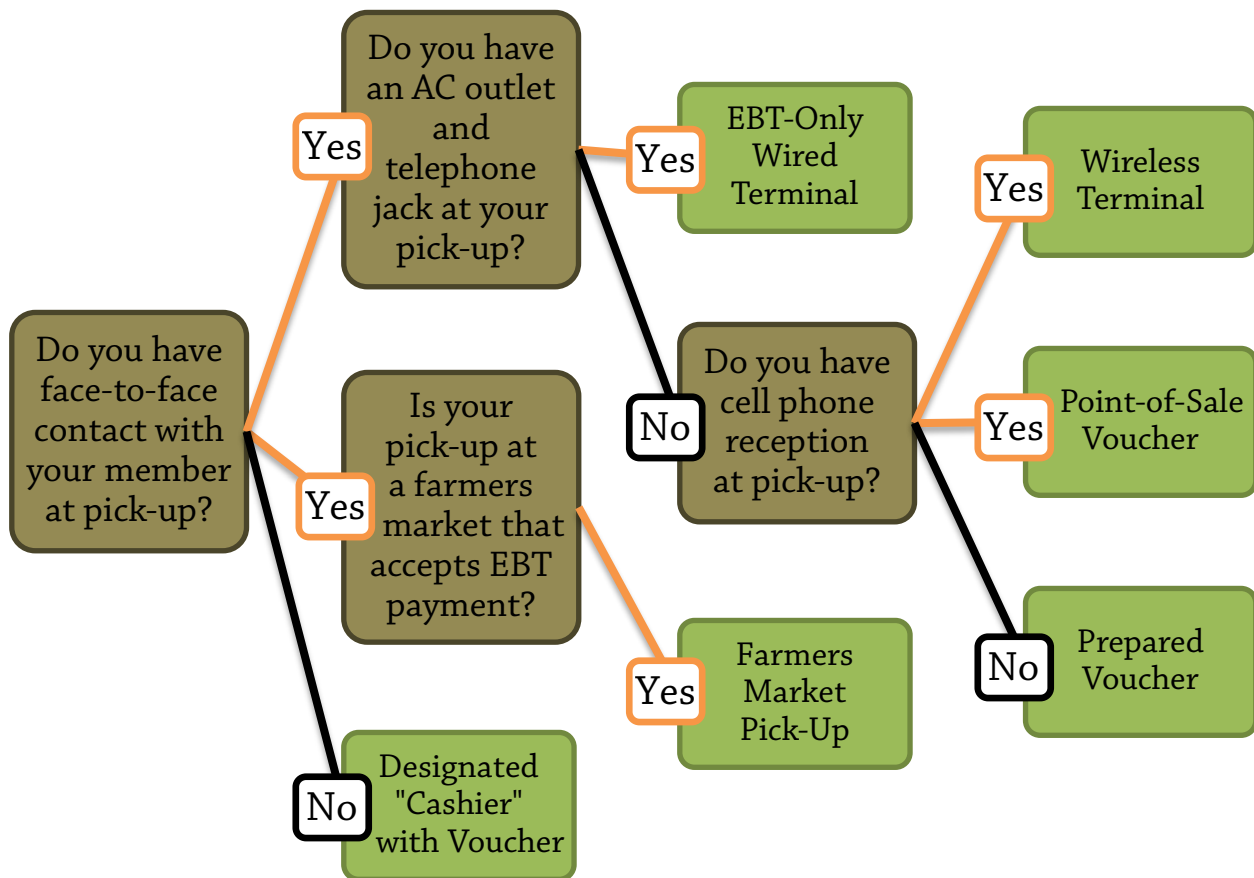 Do you have
face-to-face
contact with
your member
at pick-up?
Yes
Do you have
an AC outlet
and
telephone
jack at your
pick-up?
Yes
EBT-Only
Wired
Terminal
No
Do you have
cell phone
reception
at pick-up?
Yes
Wireless
Terminal
Yes
Point-of-Sale
Voucher
No
Prepared
Voucher
Yes
Is your
pick-up at
a farmers
market that
accepts EBT
payment?
Yes
Farmers
Market
Pick-Up
No
Designated
"Cashier"
with Voucher